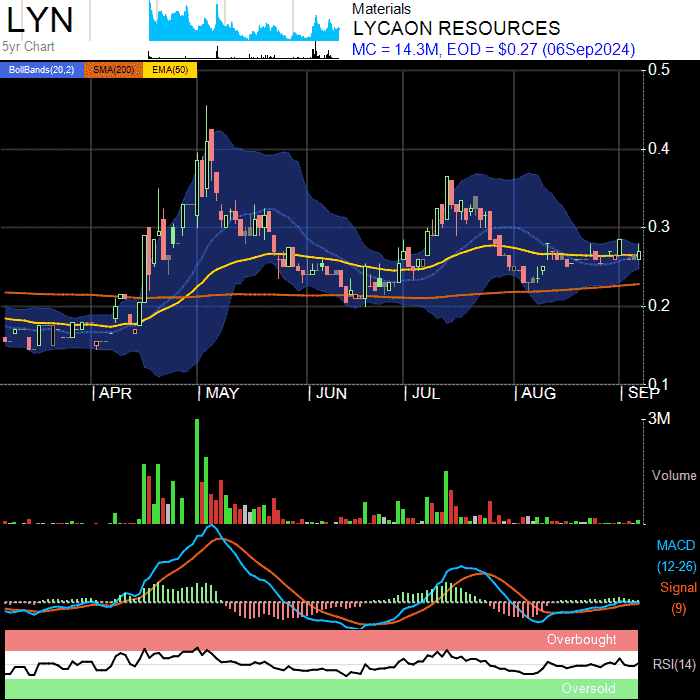 LYN
5yr Chart
Materials
LYCAON RESOURCES
MC = 14.3M, EOD = $0.27 (06Sep2024)
BollBands(20,2) SMA(200) EMA(50)
0.5
0.4
0.3
0.2
0.1
APR MAY JUN JUL AUG SEP
3M
Volume
MACD
(12-26)
Signal
(9)
Overbought
RSI(14)
Oversold